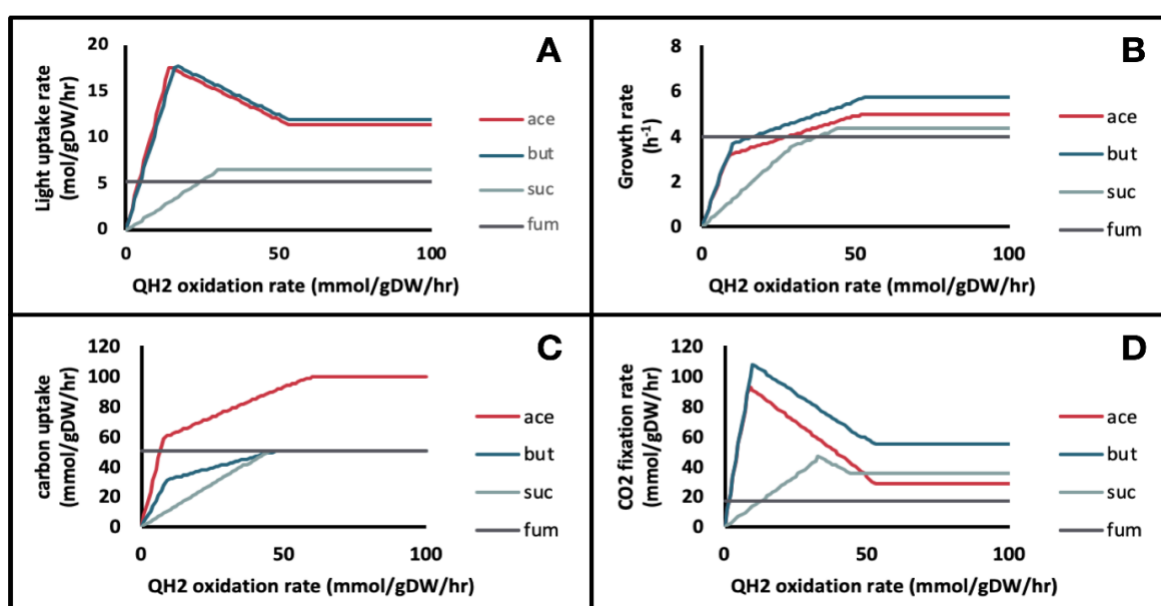 A
Light uptake rate
(mol/gDW/hr)
20
15
10
5
0
0 50 100
QH2 oxidation rate (mmol/gDW/hr)
ace
but
suc
fum
B
Growth rate
(h-1)
8
6
4
2
0
0 50 100
QH2 oxidation rate (mmol/gDW/hr)
ace
but
suc
fum
C
carbon uptake
(mmol/gDW/hr)
120
100
80
60
40
20
0
0 50 100
QH2 oxidation rate (mmol/gDW/hr)
ace
but
suc
fum
D
CO2 fixation rate
(mmol/gDW/hr)
120
100
80
60
40
20
0
0 50 100
QH2 oxidation rate (mmol/gDW/hr)
ace
but
suc
fum